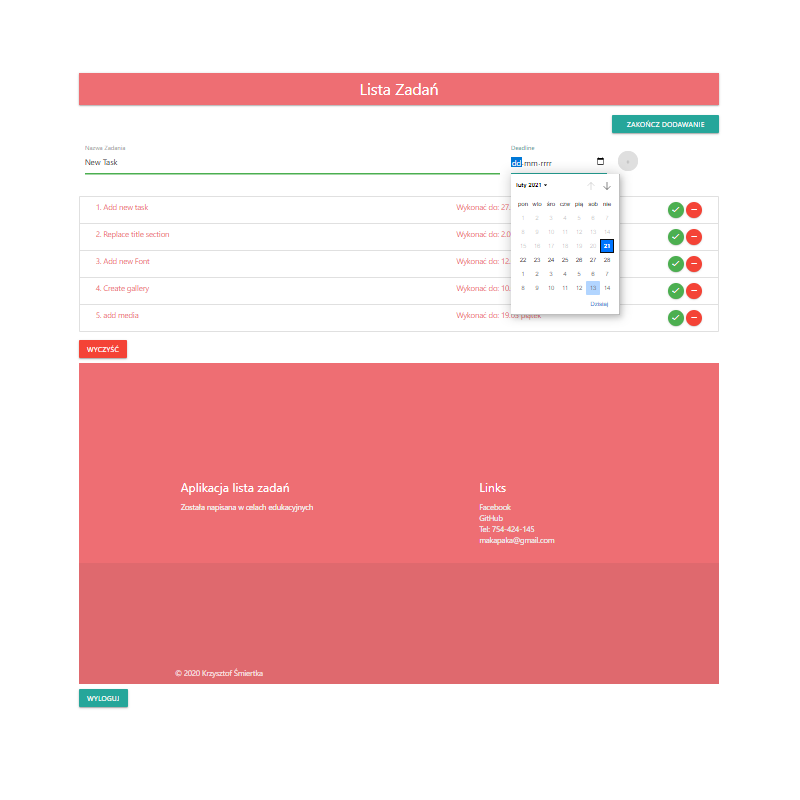 Lista Zadań
ZAKOŃCZ DODAWANIE
Nazwa Zadania
Deadline
New Task
dd-mm-rrrr
luty 2021
pon wto śro czw pią sob nie
1 2 3 4 5 6 7
8 9 10 11 12 13 14
15 16 17 18 19 20 21
22 23 24 25 26 27 28
1 2 3 4 5 6 7
8 9 10 11 12 13 14
Dzisiaj
1. Add new task Wykonać do: 27.
2. Replace title section Wykonać do: 2.0
3. Add new Font Wykonać do: 12.
4. Create gallery Wykonać do: 10.
5. add media Wykonać do: 19.03 piątek
WYCZYŚĆ
Aplikacja lista zadań
Została napisana w celach edukacyjnych
Links
Facebook
GitHub
Tel: 754-424-145
makapaka@gmail.com
© 2020 Krzysztof Śmiertka
WYLOGUJ